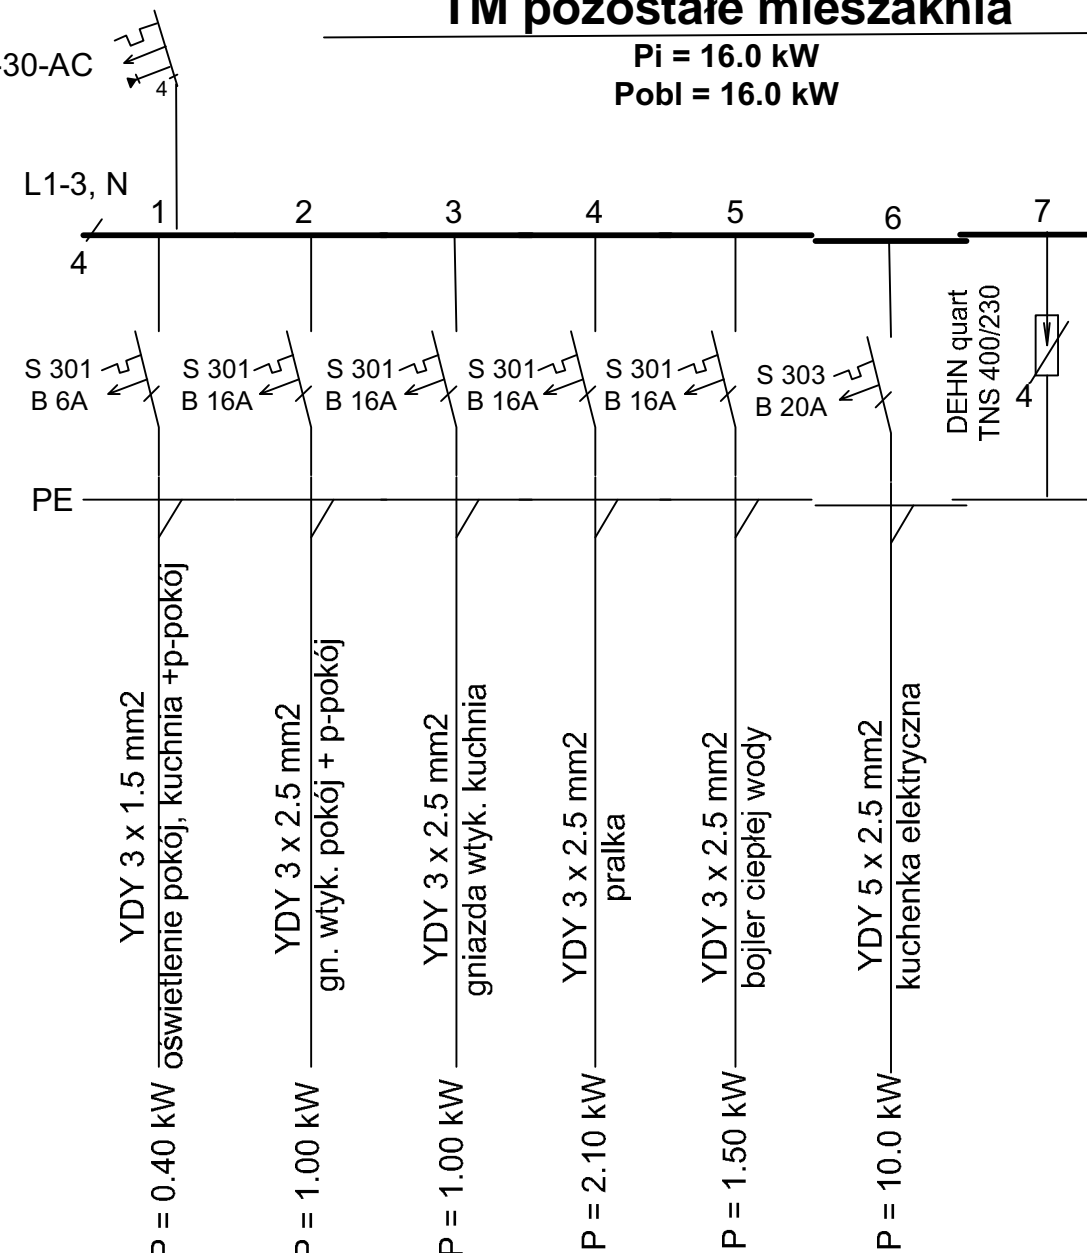 TM pozostałe mieszaknia
Pi = 16.0 kW
Pobl = 16.0 kW
-30-AC
4
L1-3, N
4
1
2
3
4
5
6
7
S 301
B 6A
S 301
B 16A
S 301
B 16A
S 301
B 16A
S 301
B 16A
S 303
B 20A
DEHN quart
TNS 400/230
4
PE
YDY 3 x 1.5 mm2
oświetlenie pokój, kuchnia +p-pokój
YDY 3 x 2.5 mm2
gn. wtyk. pokój + p-pokój
YDY 3 x 2.5 mm2
gniazda wtyk. kuchnia
YDY 3 x 2.5 mm2
pralka
YDY 3 x 2.5 mm2
bojler ciepłej wody
YDY 5 x 2.5 mm2
kuchenka elektryczna
P = 0.40 kW
P = 1.00 kW
P = 1.00 kW
P = 2.10 kW
P = 1.50 kW
P = 10.0 kW